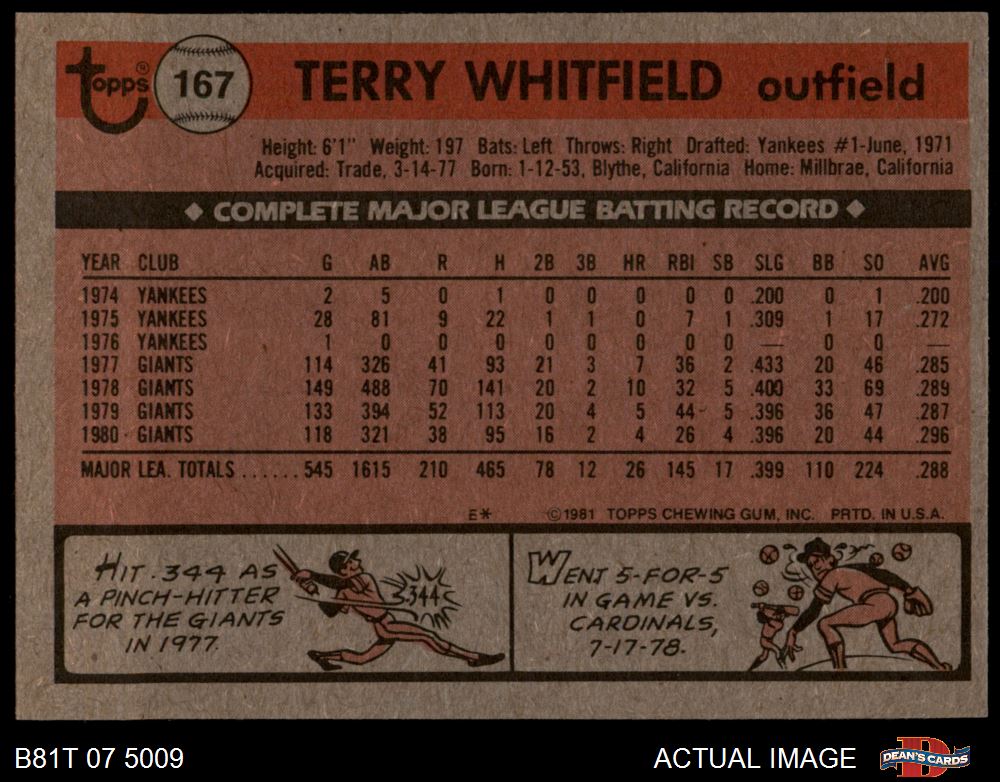 Topps® 167 TERRY WHITFIELD outfield
Height: 6'1" Weight: 197 Bats: Left Throws: Right Drafted: Yankees #1-June, 1971
Acquired: Trade, 3-14-77 Born: 1-12-53, Blythe, California Home: Millbrae, California
◆ COMPLETE MAJOR LEAGUE BATTING RECORD ◆
YEAR CLUB G AB R H 2B 3B HR RBI SB SLG BB SO AVG
1974 YANKEES 2 5 0 1 0 0 0 0 0 .200 0 1 .200
1975 YANKEES 28 81 9 22 1 1 0 7 1 .309 1 17 .272
1976 YANKEES 1 0 0 0 0 0 0 0 0 — 0 0 —
1977 GIANTS 114 326 41 93 21 3 7 36 2 .433 20 46 .285
1978 GIANTS 149 488 70 141 20 2 10 32 5 .400 33 69 .289
1979 GIANTS 133 394 52 113 20 4 5 44 5 .396 36 47 .287
1980 GIANTS 118 321 38 95 16 2 4 26 4 .396 20 44 .296
MAJOR LEA. TOTALS ...... 545 1615 210 465 78 12 26 145 17 .399 110 224 .288
E* ©1981 TOPPS CHEWING GUM, INC. PRTD. IN U.S.A.
HIT .344 AS
A PINCH-HITTER
FOR THE GIANTS
IN 1977.
.344
WENT 5-FOR-5
IN GAME VS.
CARDINALS,
7-17-78.
B81T 07 5009 ACTUAL IMAGE DEAN'S CARDS